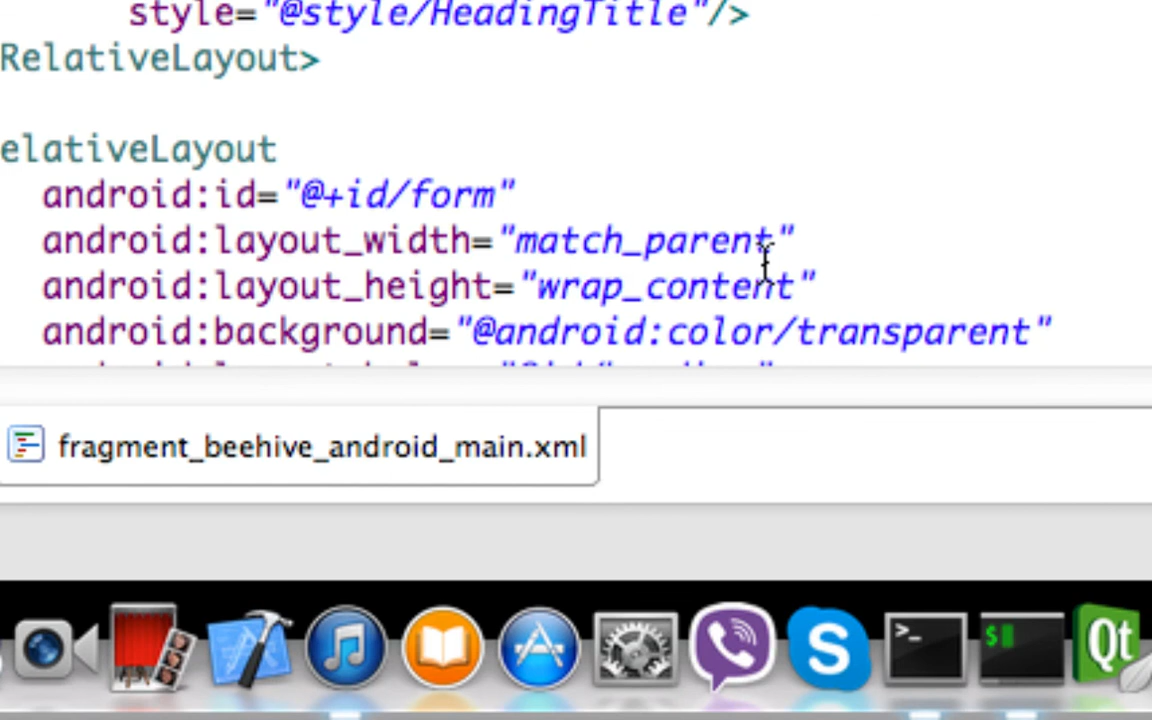 style="@style/HeadingTitle"/>
RelativeLayout>
elativeLayout
android:id="@+id/form"
android:layout_width="match_parent"
android:layout_height="wrap_content"
android:background="@android:color/transparent"
fragment_beehive_android_main.xml
>_
$
Qt